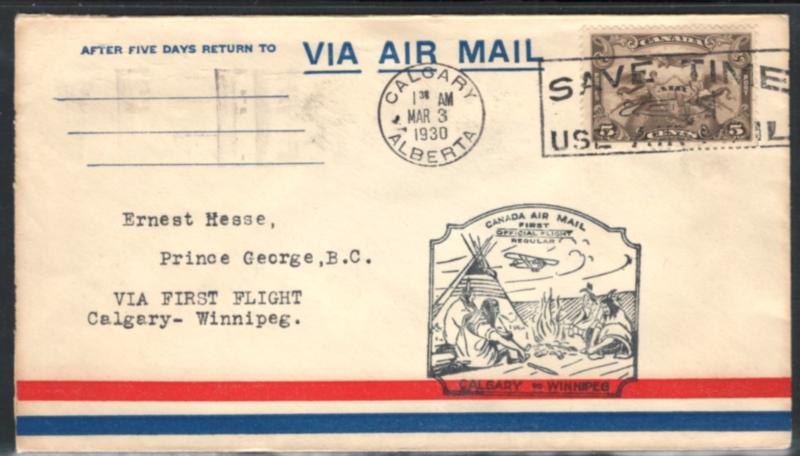 AFTER FIVE DAYS RETURN TO
VIA AIR MAIL
CALGARY
1 30 AM
MAR 3
1930
ALBERTA
CANADA
5 CENTS 5
SAVE TIME
USE AIR MAIL
Ernest Hesse,
Prince George,B.C.
VIA FIRST FLIGHT
Calgary- Winnipeg.
CANADA AIR MAIL
FIRST
OFFICIAL FLIGHT
REGULAR
CALGARY TO WINNIPEG